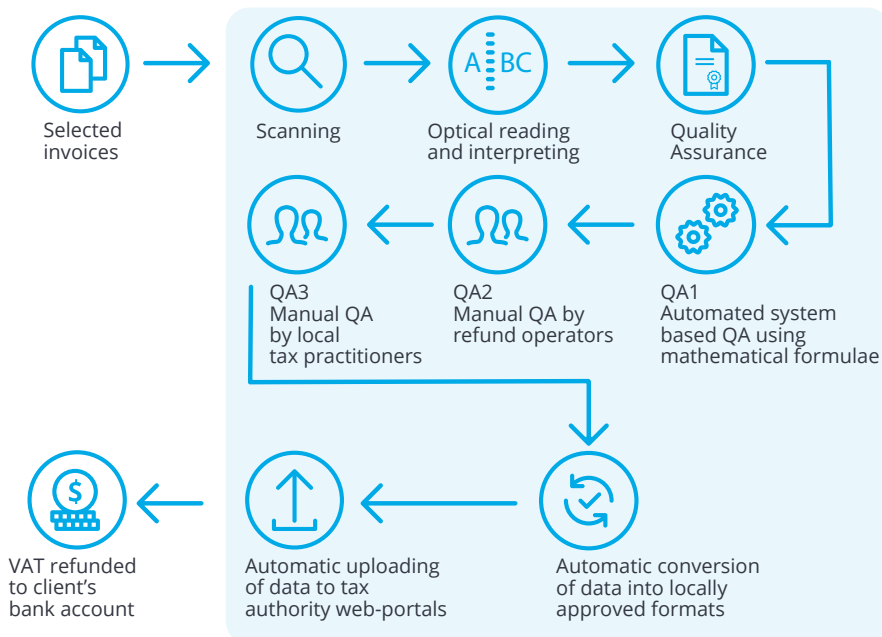 Selected
invoices
Scanning
A BC
Optical reading
and interpreting
Quality
Assurance
QA3
Manual QA
by local
tax practitioners
QA2
Manual QA by
refund operators
QA1
Automated system
based QA using
mathematical formulae
$
VAT refunded
to client's
bank account
Automatic uploading
of data to tax
authority web-portals
Automatic conversion
of data into locally
approved formats